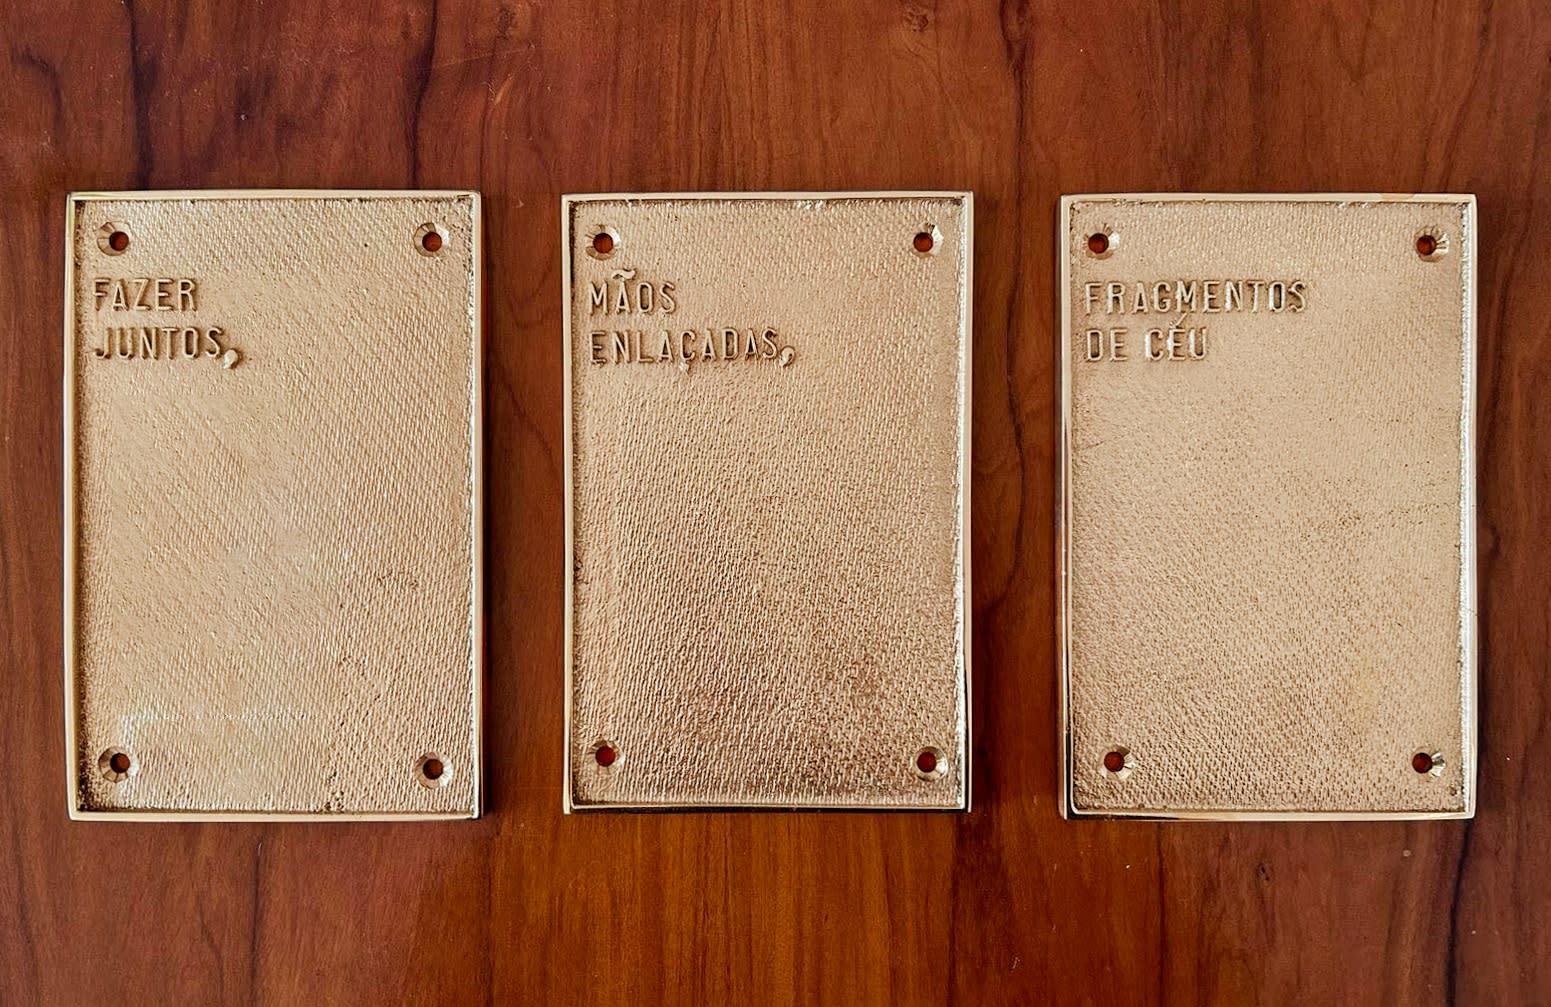 FAZER
JUNTOS,
MÃOS
ENLAÇADAS,
FRAGMENTOS
DE CÉU